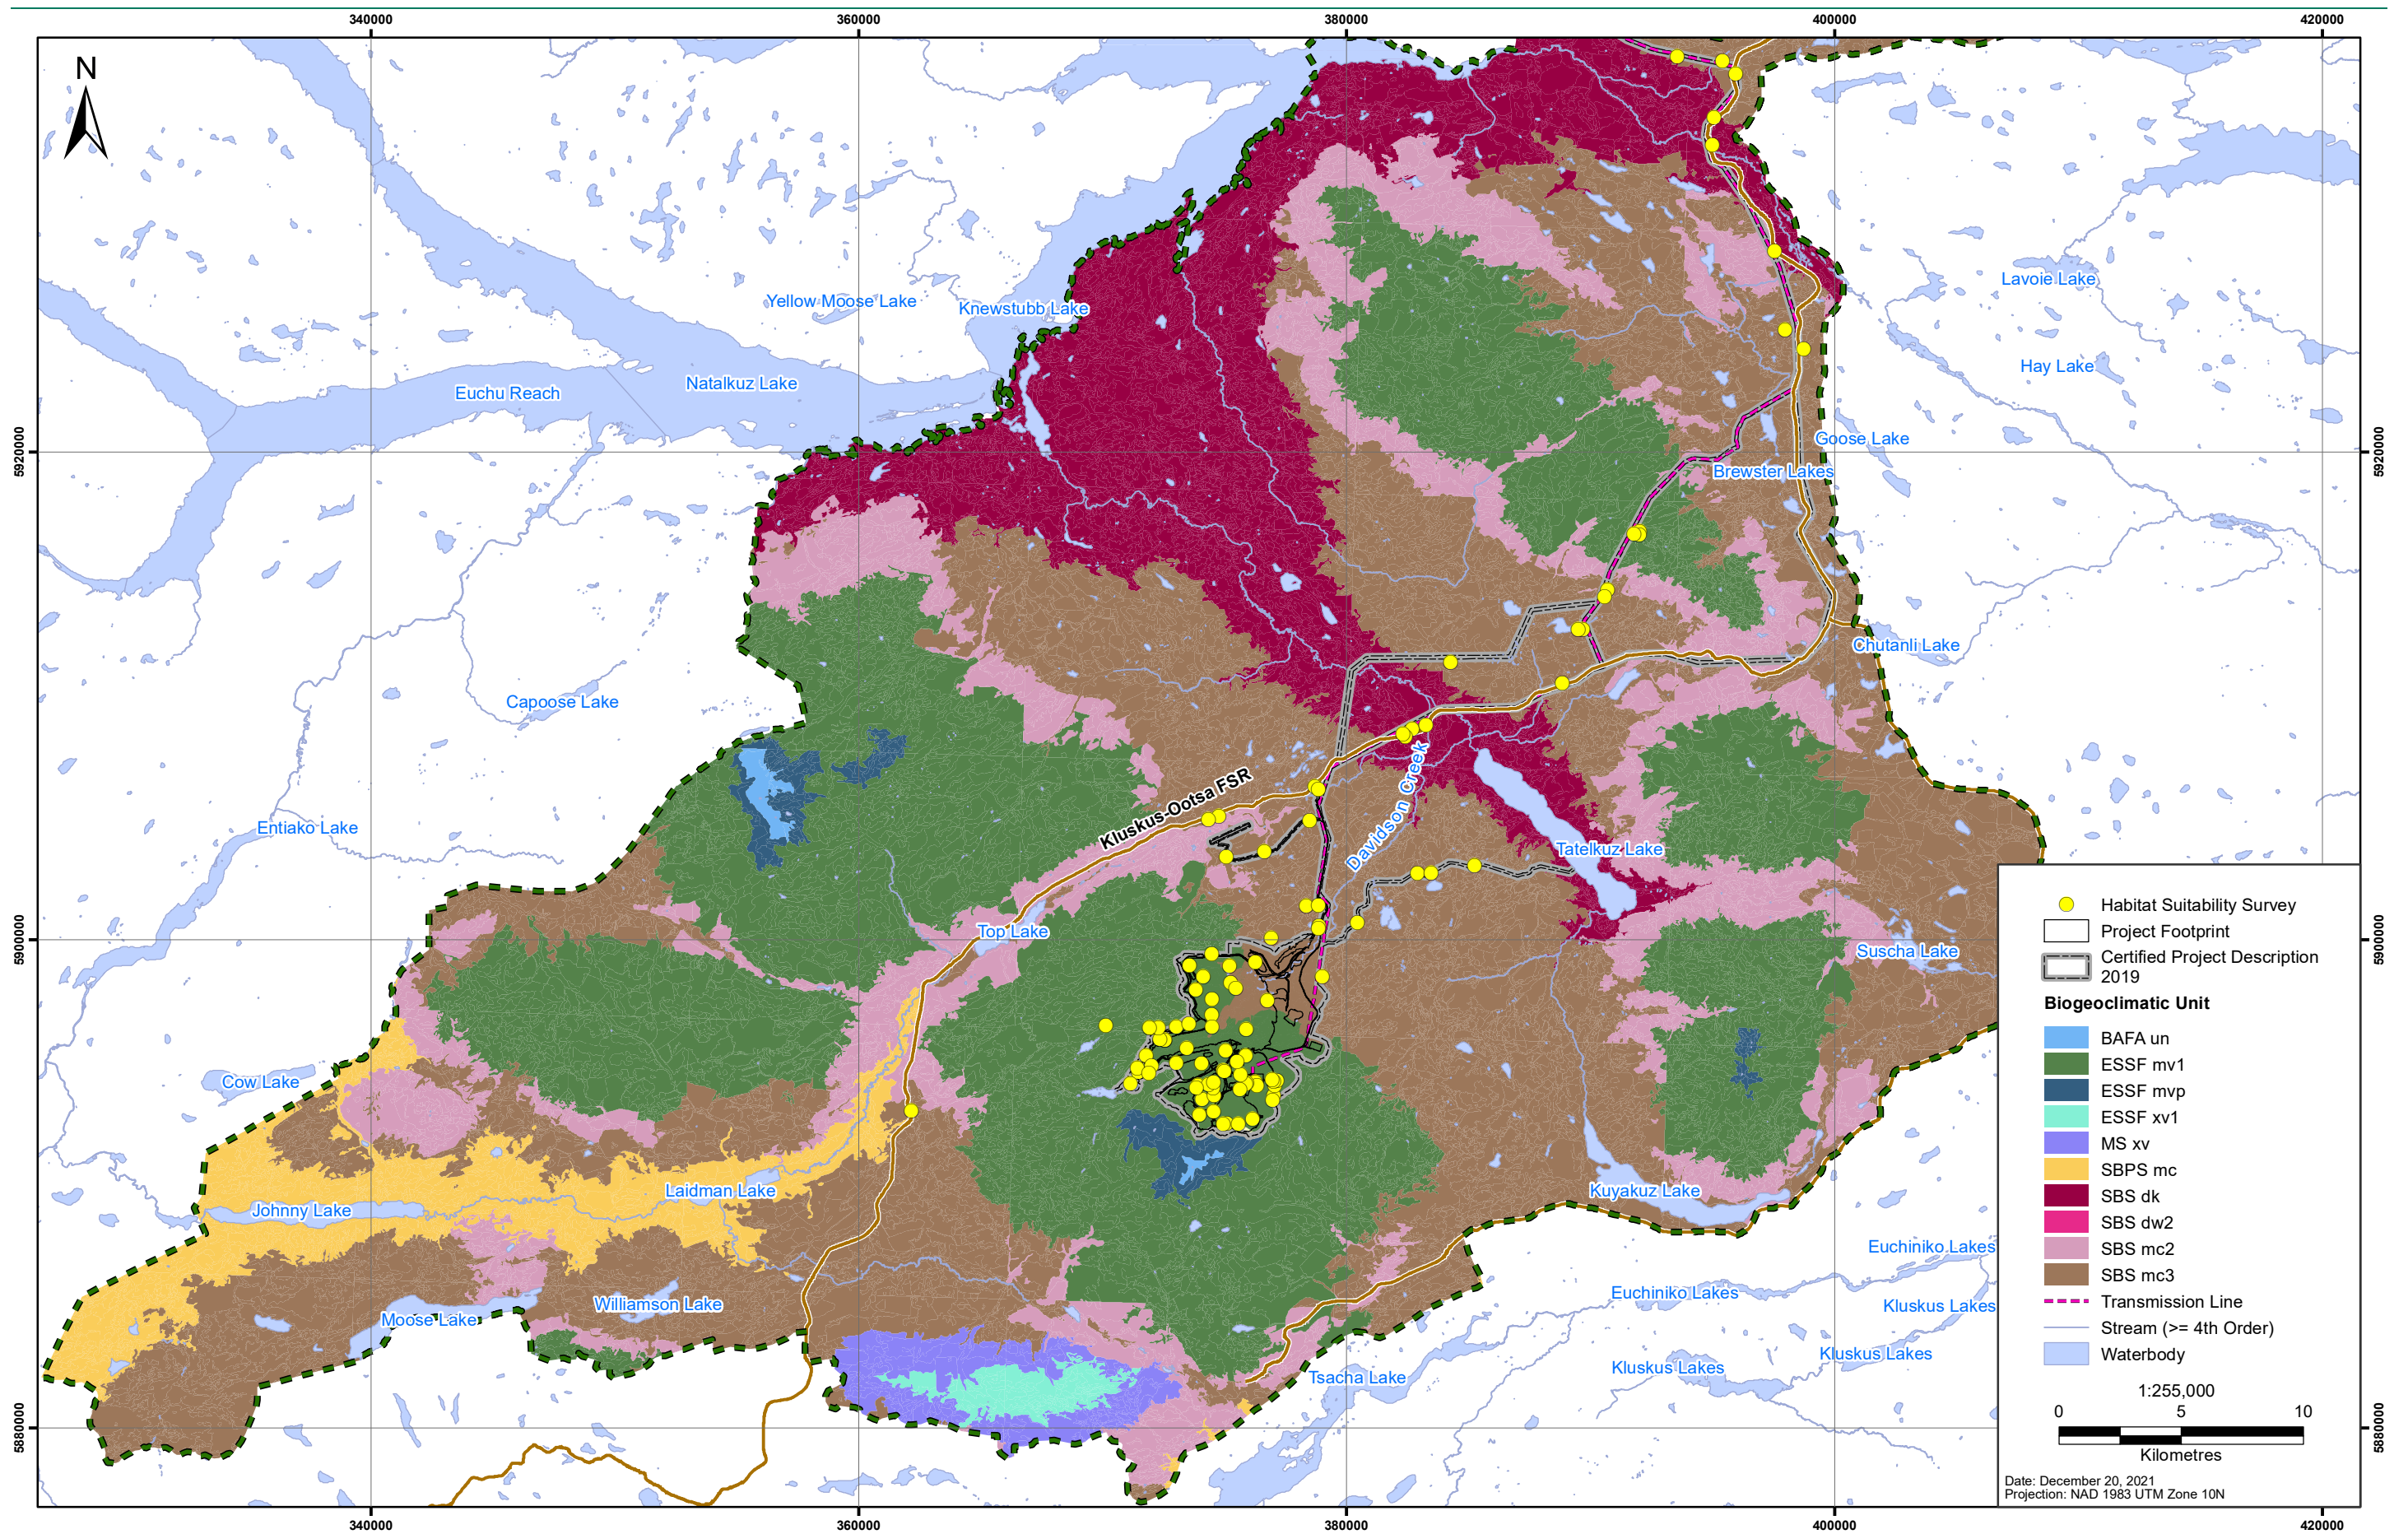 340000
360000
380000
400000
420000
N
Yellow Moose Lake
Knewstubb Lake
Lavoie Lake
Hay Lake
Natalkuz Lake
Euchu Reach
5920000
Goose Lake
5920000
Brewster Lakes
Chutanli Lake
Capoose Lake
Kluskus-Ootsa FSR
Davidson Creek
Entiako Lake
Tatelkuz Lake
Top Lake
5900000
Suscha Lake
5900000
Cow Lake
Laidman Lake
Kuyakuz Lake
Johnny Lake
Euchiniko Lakes
Euchiniko Lakes
Williamson Lake
Moose Lake
Kluskus Lakes
Kluskus Lakes
Kluskus Lakes
Tsacha Lake
5880000
5880000
Habitat Suitability Survey
Project Footprint
Certified Project Description
2019
Biogeoclimatic Unit
BAFA un
ESSF mv1
ESSF mvp
ESSF xv1
MS xv
SBPS mc
SBS dk
SBS dw2
SBS mc2
SBS mc3
Transmission Line
Stream (>= 4th Order)
Waterbody
1:255,000
0 5 10
Kilometres
Date: December 20, 2021
Projection: NAD 1983 UTM Zone 10N
340000
360000
380000
400000
420000